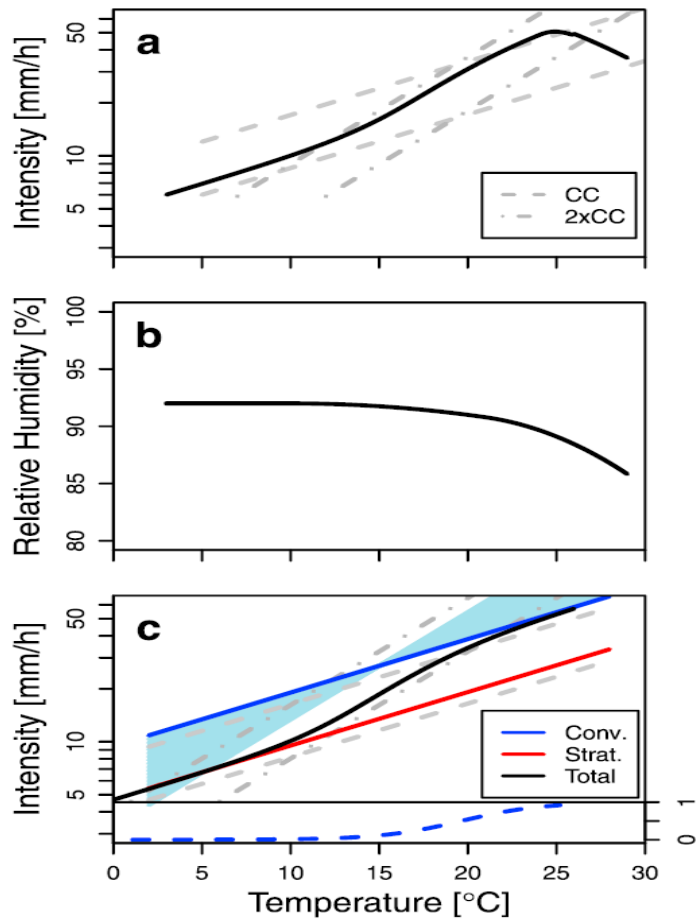 a
Intensity [mm/h]
50
10
5
CC
2xCC
b
Relative Humidity [%]
100
95
90
85
80
c
Intensity [mm/h]
50
10
5
Conv.
Strat.
Total
1
0
0 5 10 15 20 25 30
Temperature [°C]